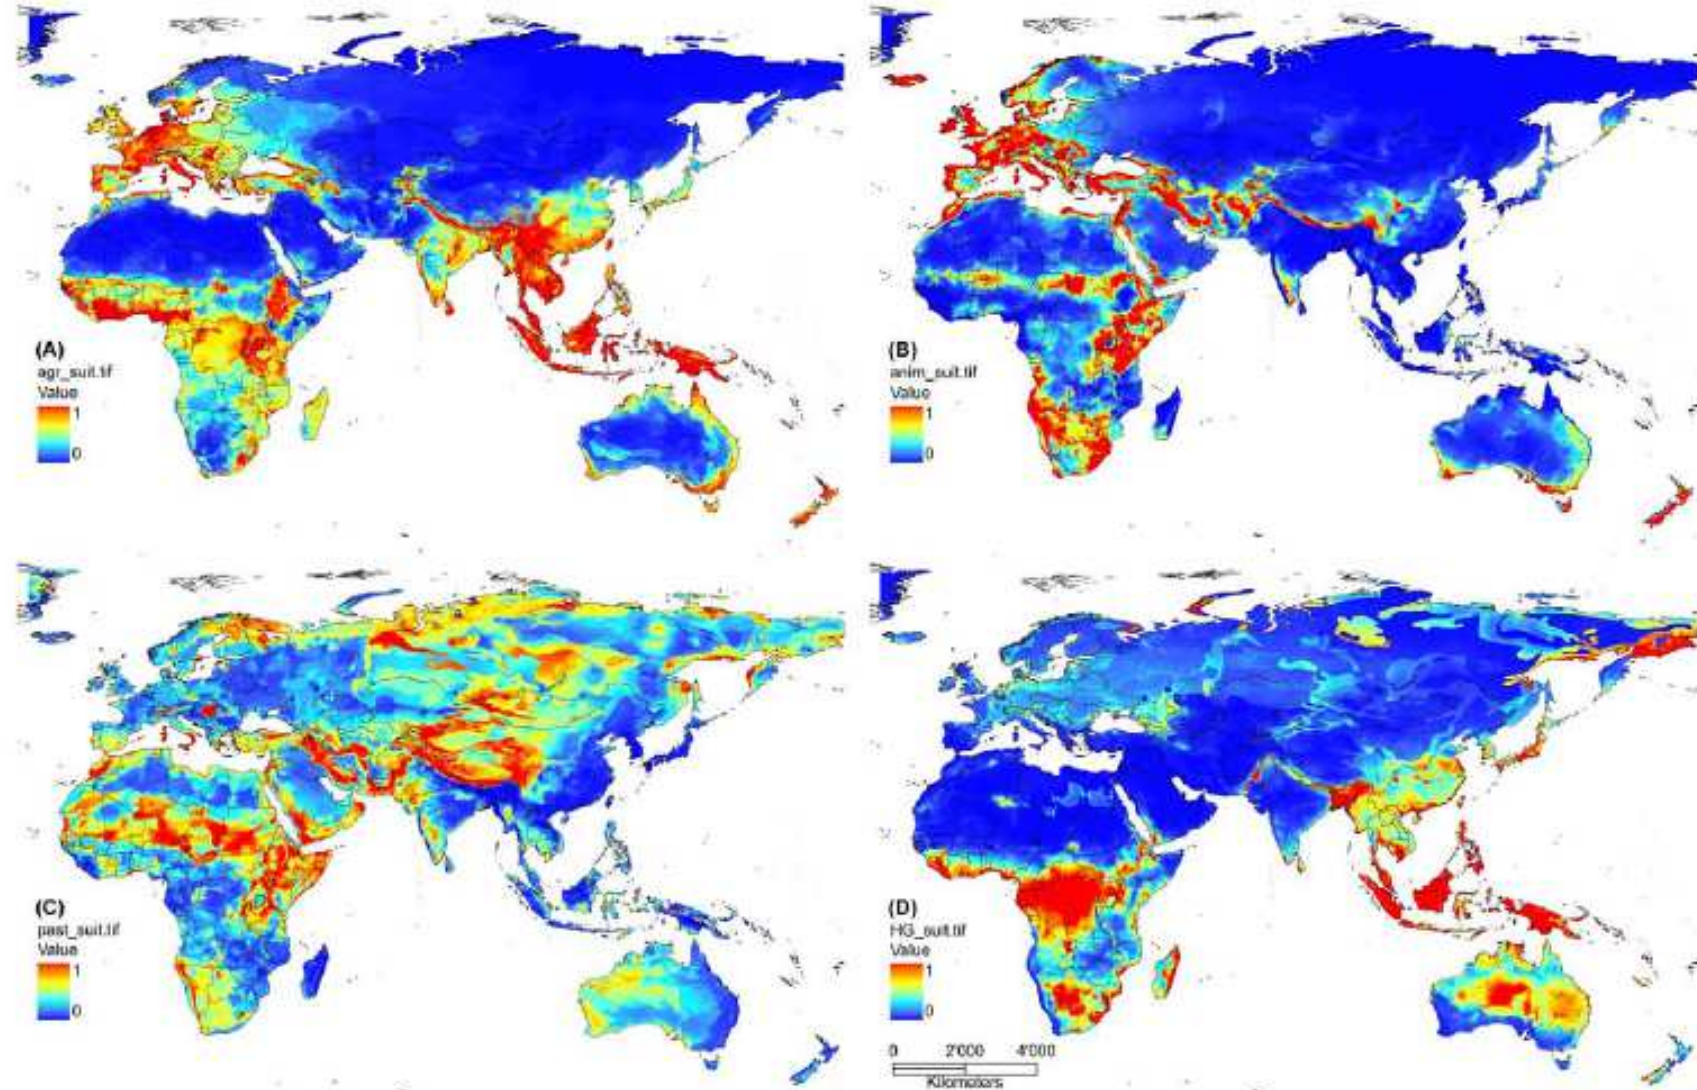 (A)
agr_suit.tif
Value
1
0
(B)
anim_suit.tif
Value
1
0
(C)
past_suit.tif
Value
1
0
(D)
HG_suit.tif
Value
1
0
0 2'000 4'000
Kilometers